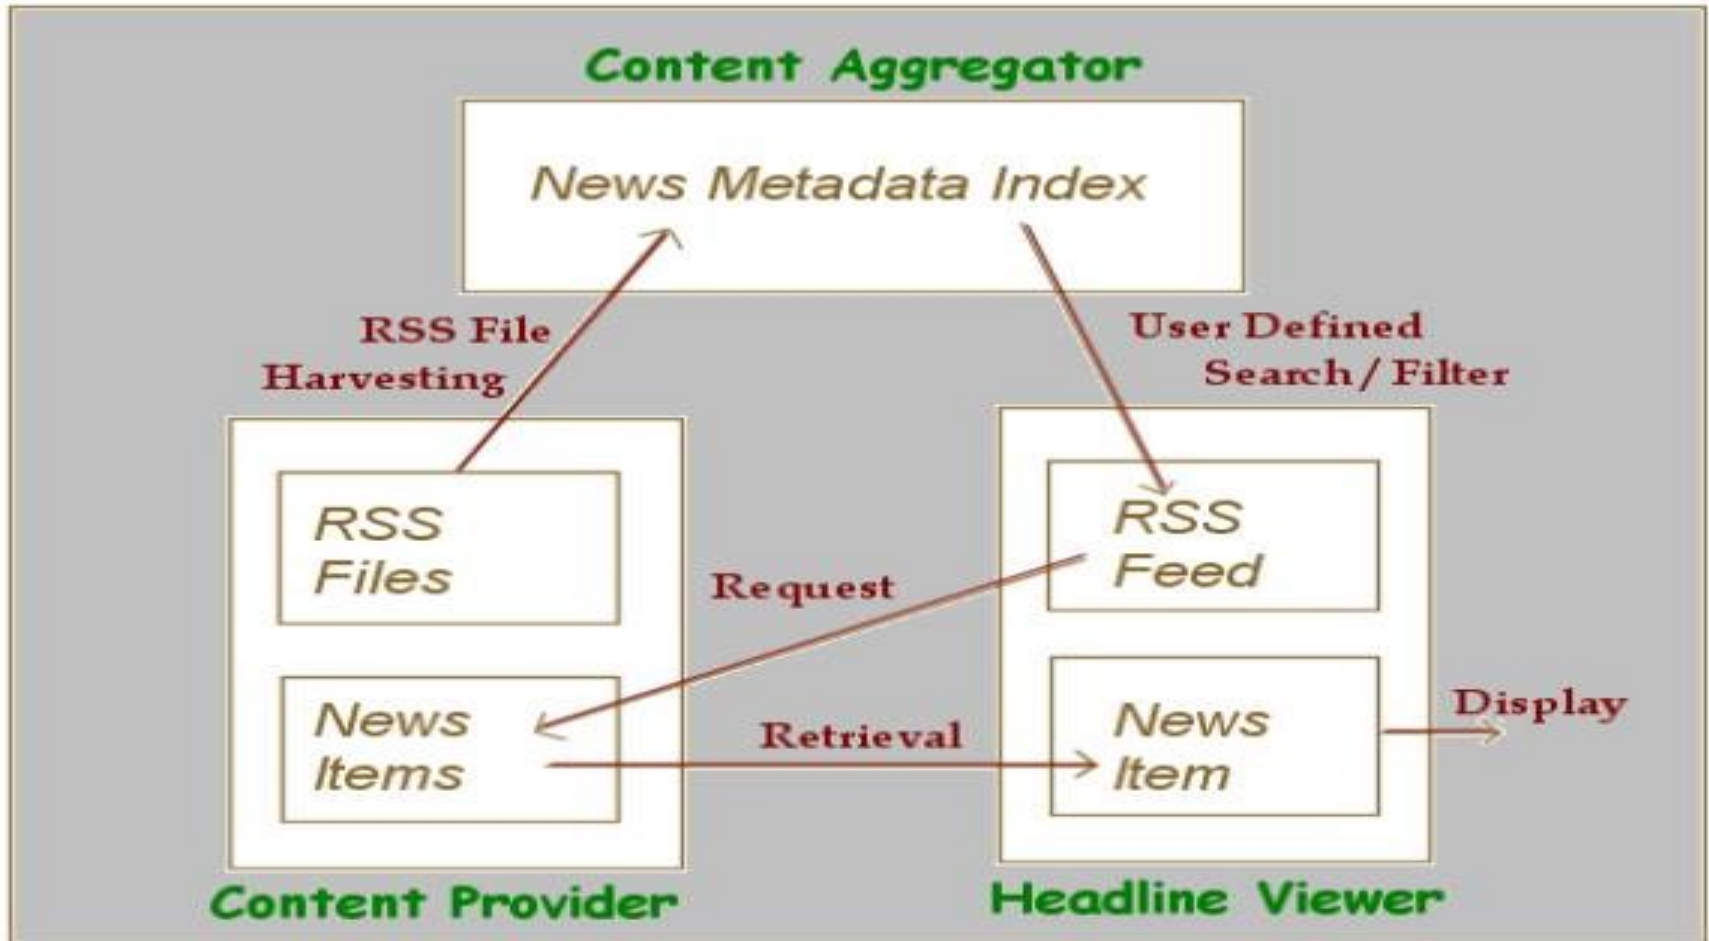 Content Aggregator
News Metadata Index
RSS File
Harvesting
User Defined
Search/Filter
RSS
Files
RSS
Feed
Request
News
Items
Retrieval
News
Item
Display
Content Provider
Headline Viewer